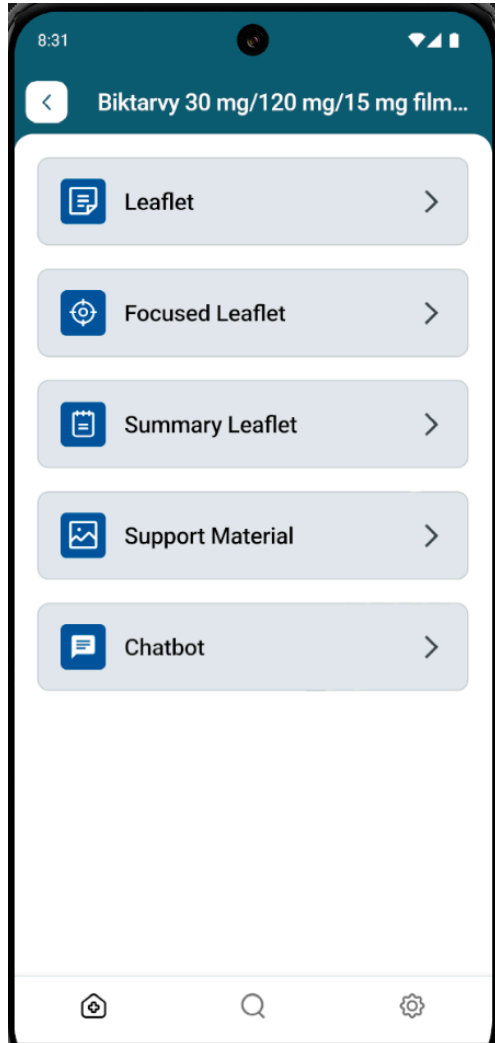 8:31
Biktarvy 30 mg/120 mg/15 mg film...
Leaflet
Focused Leaflet
Summary Leaflet
Support Material
Chatbot